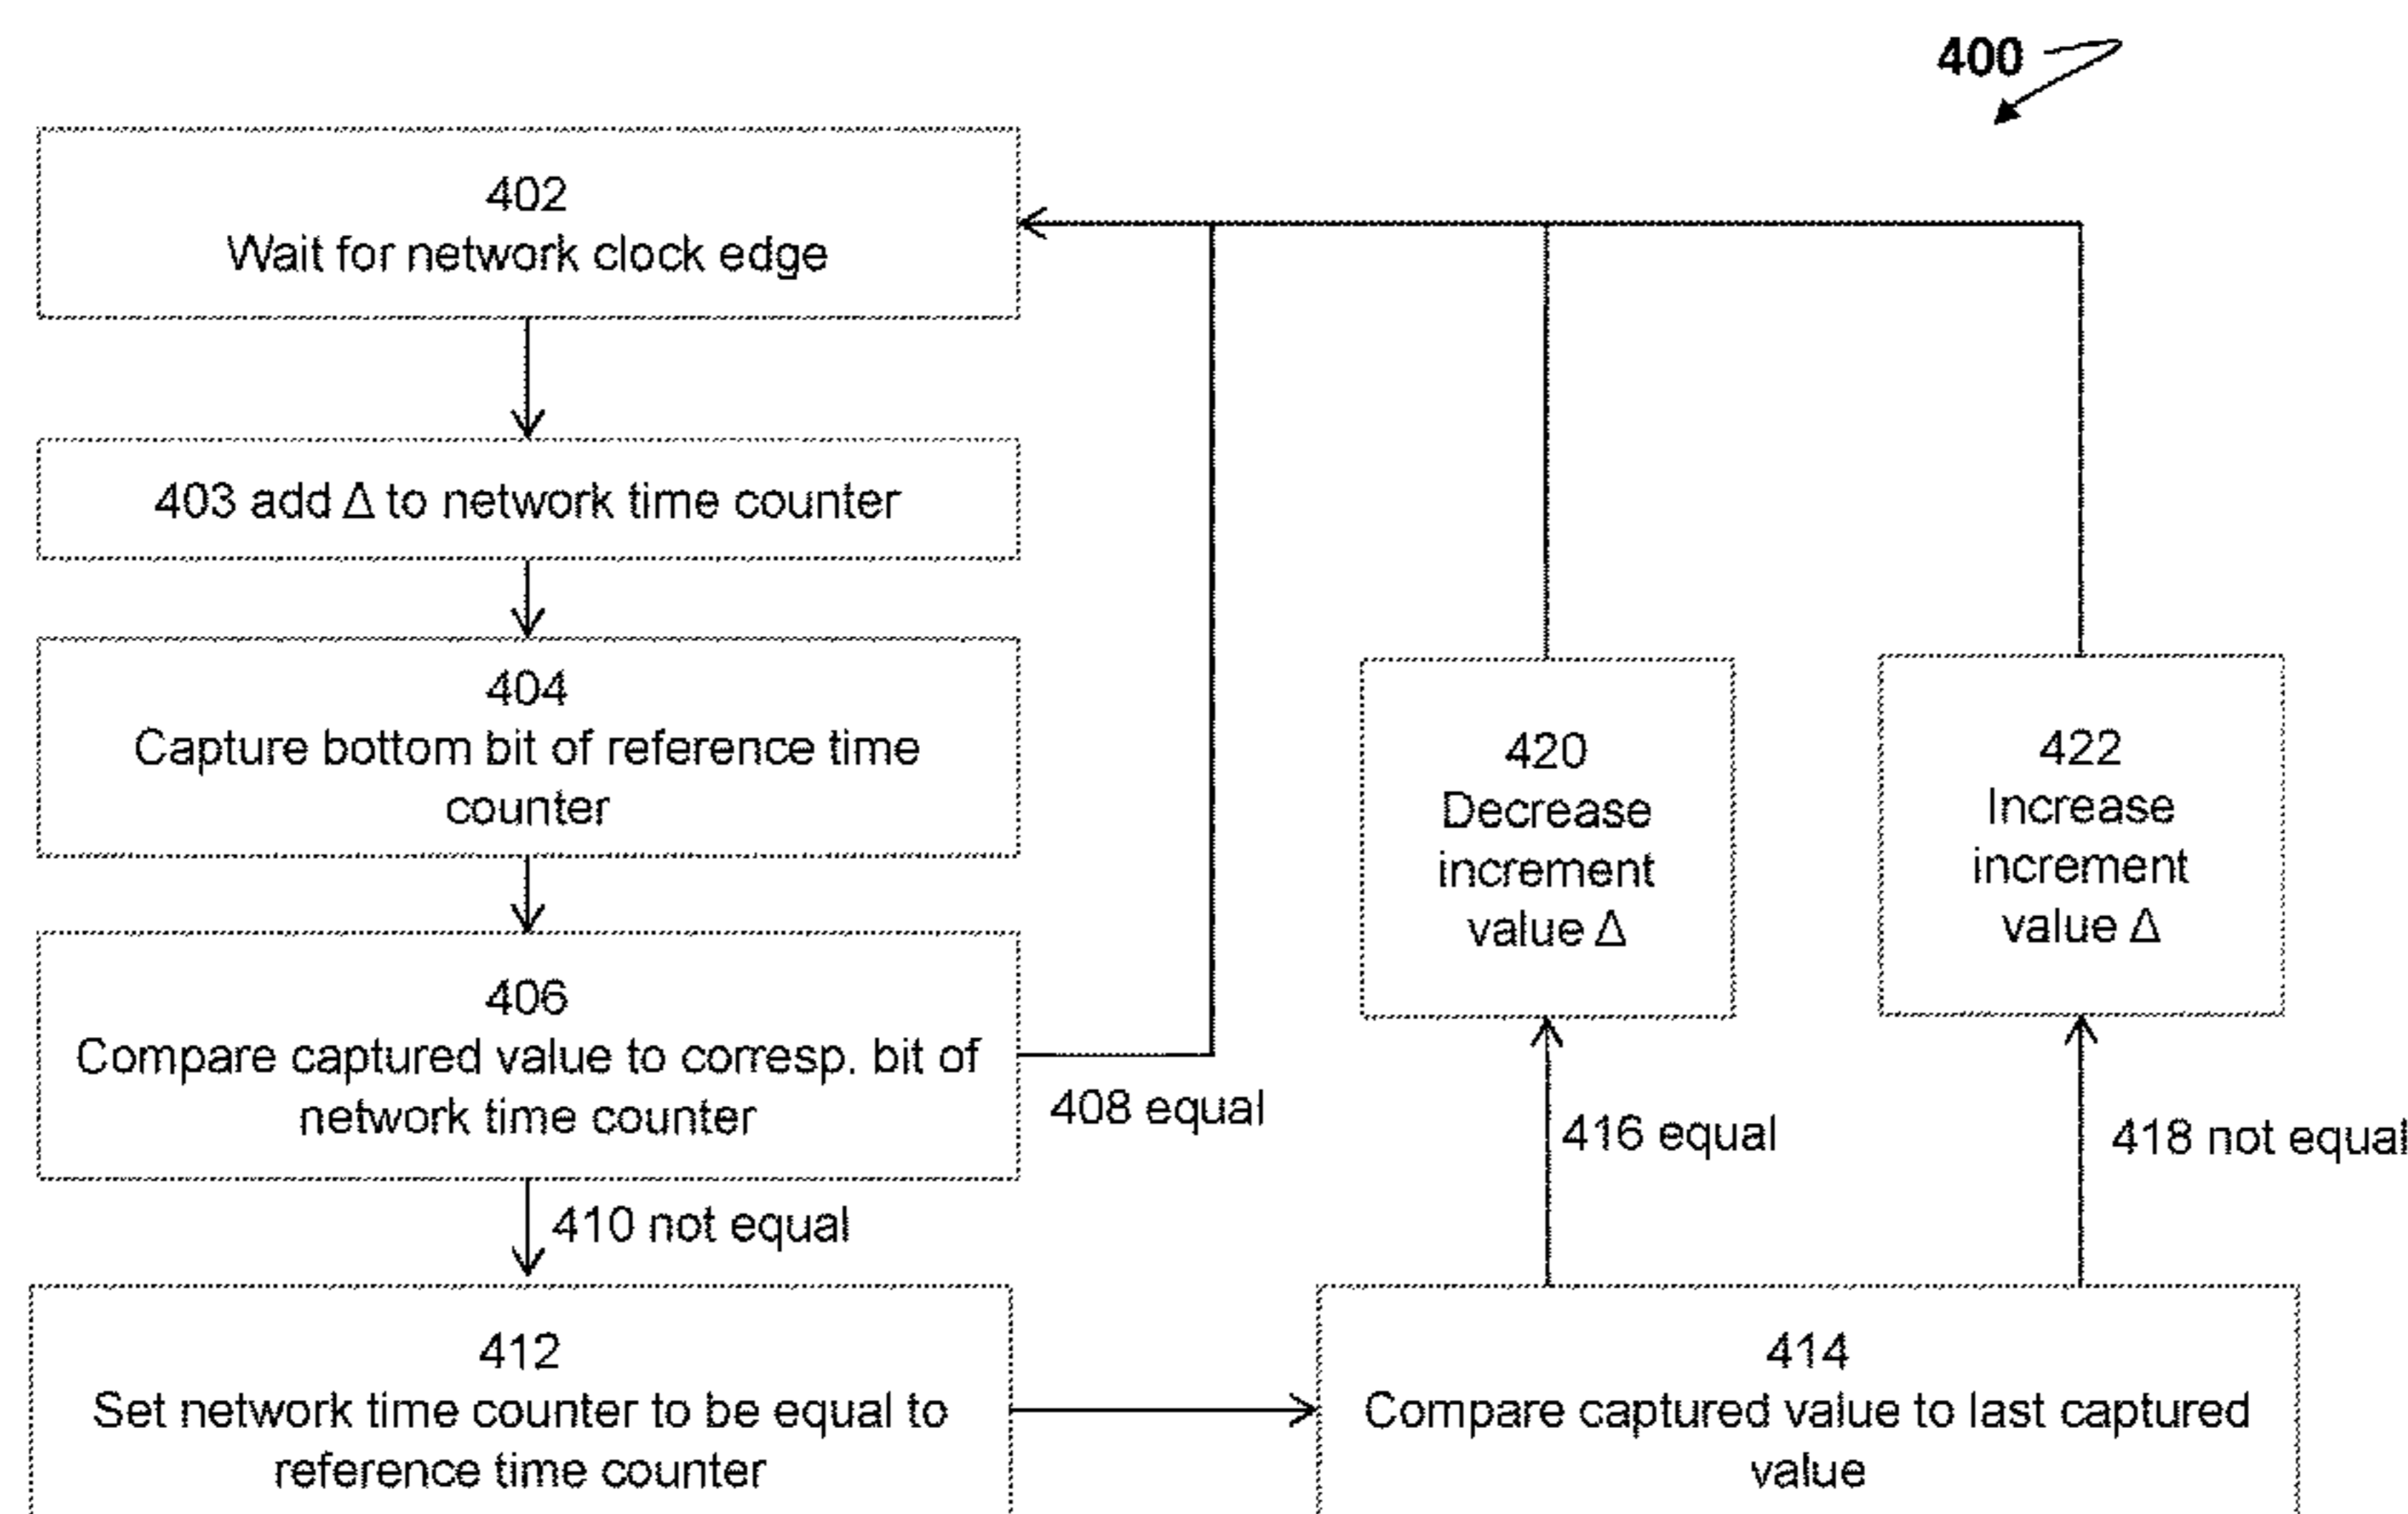 400
402
Wait for network clock edge
403 add Δ to network time counter
404
Capture bottom bit of reference time
counter
406
Compare captured value to corresp. bit of
network time counter
408 equal
410 not equal
412
Set network time counter to be equal to
reference time counter
414
Compare captured value to last captured
value
416 equal
418 not equal
420
Decrease
increment
value Δ
422
Increase
increment
value Δ